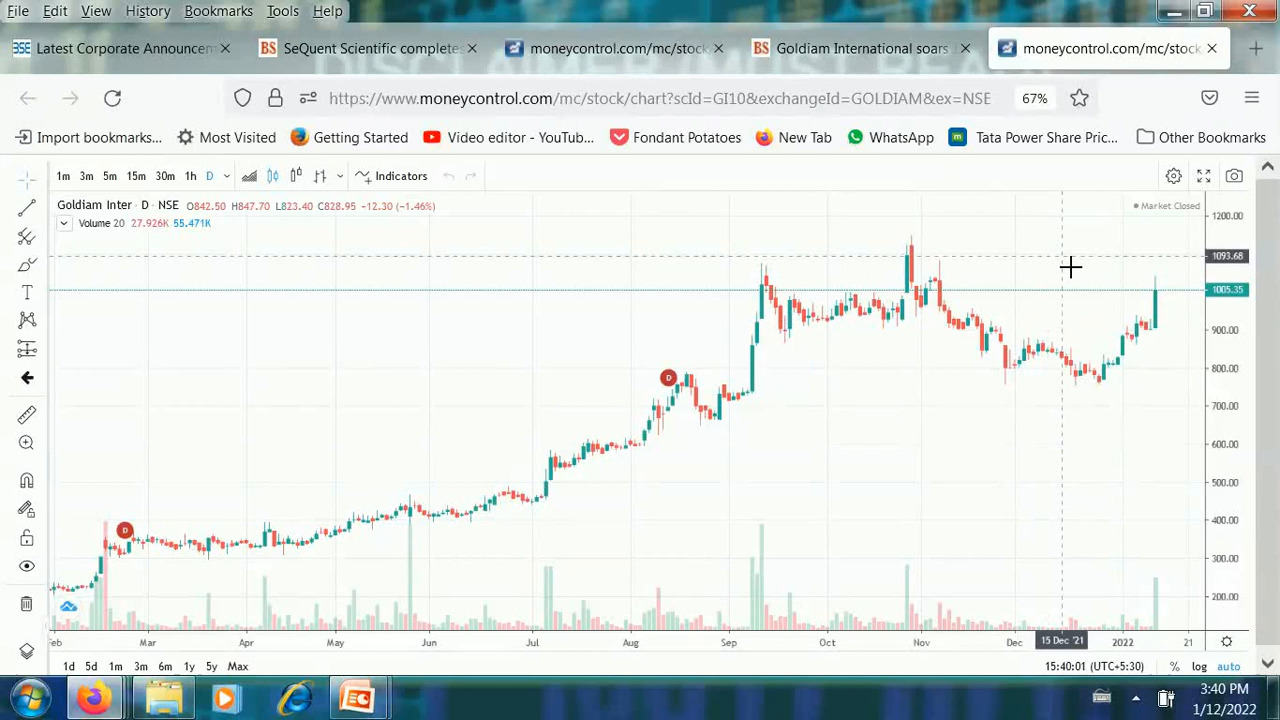 File Edit View History Bookmarks Tools Help
BSE Latest Corporate Announcen BS SeQuent Scientific completes moneycontrol.com/mc/stock BS Goldiam International soars moneycontrol.com/mc/stock
https://www.moneycontrol.com/mc/stock/chart?scId=GI10&exchangeId=GOLDIAM&ex=NSE 67%
Import bookmarks... Most Visited Getting Started Video editor - YouTub... Fondant Potatoes New Tab WhatsApp Tata Power Share Pric... Other Bookmarks
1m 3m 5m 15m 30m 1h D Indicators
Goldiam Inter D NSE O842.50 H847.70 L823.40 C828.95 -12.30 (-1.46%) Market Closed
Volume 20 27.926K 55.471K
1200.00
1093.68
1005.35
900.00
D 800.00
700.00
600.00
500.00
400.00
D 300.00
200.00
Feb Mar Apr May Jun Jul Aug Sep Oct Nov Dec 15 Dec '21 2022 21
1d 5d 1m 3m 6m 1y 5y Max 15:40:01 (UTC+5:30) % log auto
3:40 PM
1/12/2022